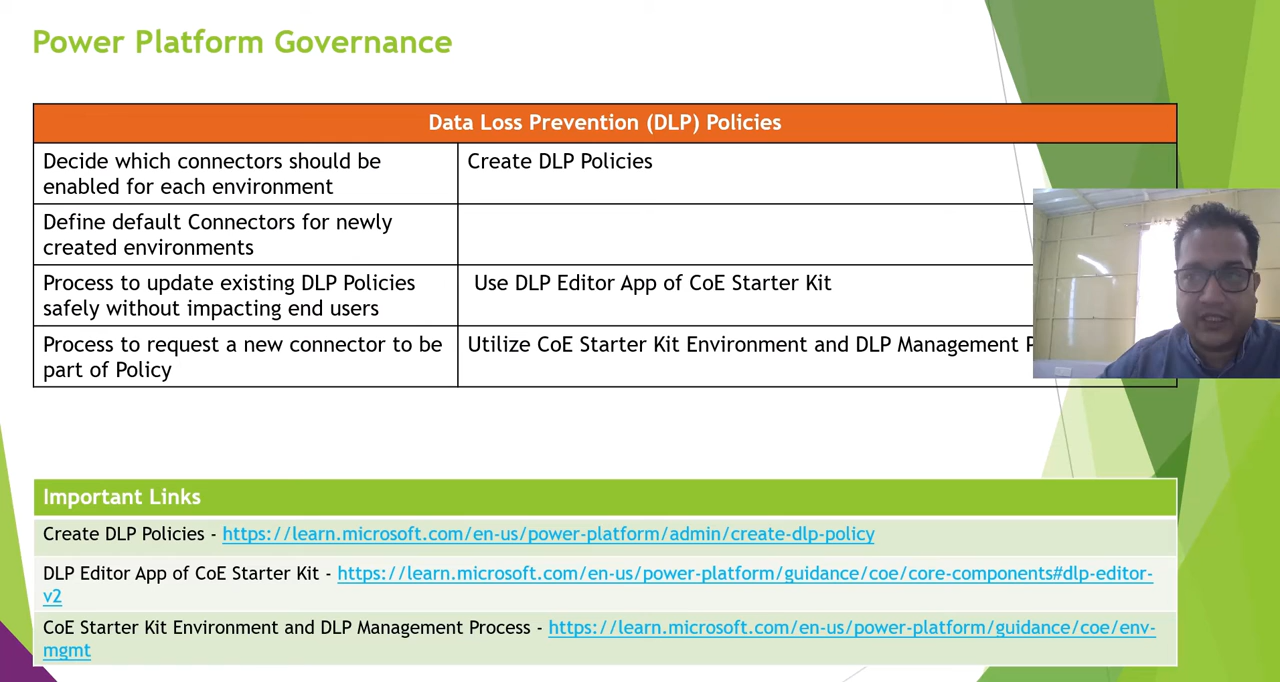 Power Platform Governance
Data Loss Prevention (DLP) Policies
Decide which connectors should be
enabled for each environment
Create DLP Policies
Define default Connectors for newly
created environments
Process to update existing DLP Policies
safely without impacting end users
Use DLP Editor App of CoE Starter Kit
Process to request a new connector to be
part of Policy
Utilize CoE Starter Kit Environment and DLP Management
Important Links
Create DLP Policies - https://learn.microsoft.com/en-us/power-platform/admin/create-dlp-policy
DLP Editor App of CoE Starter Kit - https://learn.microsoft.com/en-us/power-platform/guidance/coe/core-components#dlp-editor-
v2
CoE Starter Kit Environment and DLP Management Process - https://learn.microsoft.com/en-us/power-platform/guidance/coe/env-
mgmt